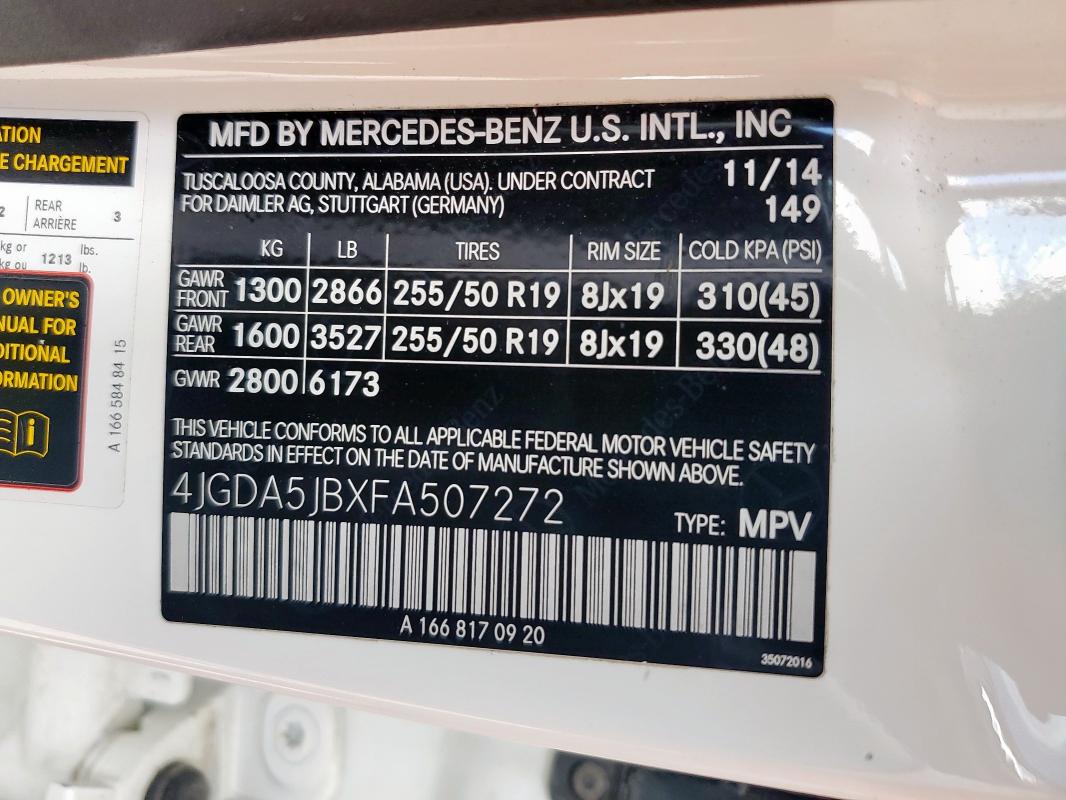 ATION
E CHARGEMENT
2 REAR ARRIÈRE 3
kg or lbs.
kg ou 1213 lb.
OWNER'S
NUAL FOR
DITIONAL
ORMATION
i
A 166 584 84 15
MFD BY MERCEDES-BENZ U.S. INTL., INC
TUSCALOOSA COUNTY, ALABAMA (USA). UNDER CONTRACT 11/14
FOR DAIMLER AG, STUTTGART (GERMANY) 149
KG LB TIRES RIM SIZE COLD KPA (PSI)
GAWR FRONT 1300 2866 255/50 R19 8Jx19 310(45)
GAWR REAR 1600 3527 255/50 R19 8Jx19 330(48)
GVWR 2800 6173
THIS VEHICLE CONFORMS TO ALL APPLICABLE FEDERAL MOTOR VEHICLE SAFETY
STANDARDS IN EFFECT ON THE DATE OF MANUFACTURE SHOWN ABOVE.
4JGDA5JBXFA507272
TYPE: MPV
A 166 817 09 20
35072016